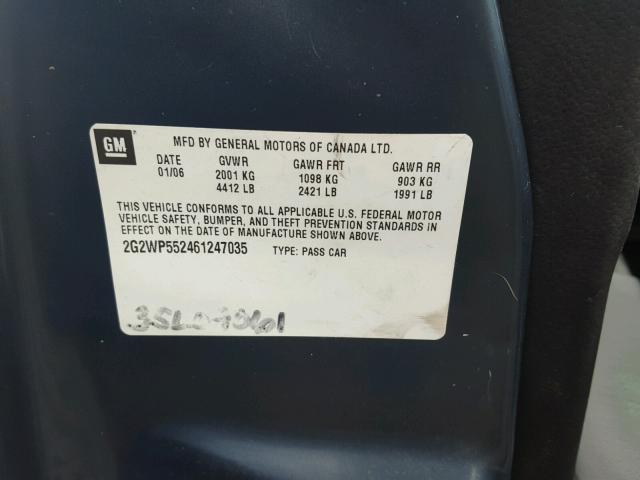 GM
MFD BY GENERAL MOTORS OF CANADA LTD.
DATE GVWR GAWR FRT GAWR RR
01/06 2001 KG 1098 KG 903 KG
4412 LB 2421 LB 1991 LB
THIS VEHICLE CONFORMS TO ALL APPLICABLE U.S. FEDERAL MOTOR
VEHICLE SAFETY, BUMPER, AND THEFT PREVENTION STANDARDS IN
EFFECT ON THE DATE OF MANUFACTURE SHOWN ABOVE.
2G2WP552461247035 TYPE: PASS CAR